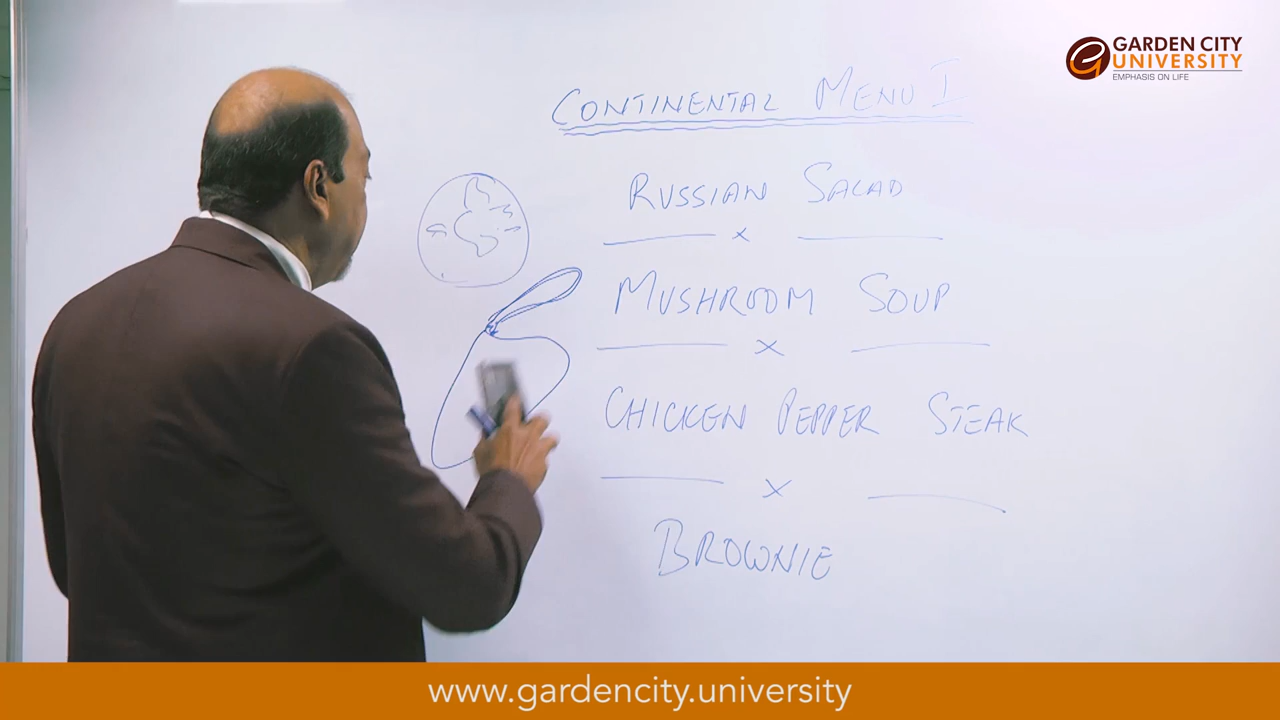 GARDEN CITY
UNIVERSITY
EMPHASIS ON LIFE
CONTINENTAL MENU I
RUSSIAN SALAD
x
MUSHROOM SOUP
x
CHICKEN PEPPER STEAK
x
BROWNIE
www.gardencity.university